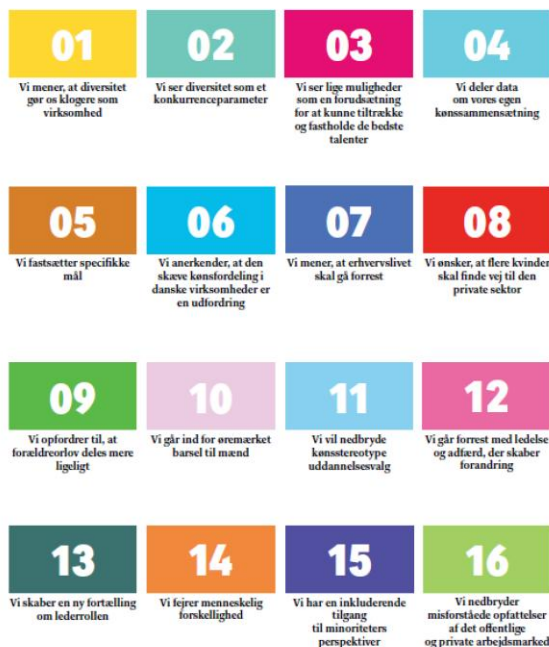 01
Vi mener, at diversitet
gør os klogere som
virksomhed
02
Vi ser diversitet som et
konkurrenceparameter
03
Vi ser lige muligheder
som en forudsætning
for at kunne tiltrække
og fastholde de bedste
talenter
04
Vi deler data
om vores egen
kønssammensætning
05
Vi fastsætter specifikke
mål
06
Vi anerkender, at den
skæve kønsfordeling i
danske virksomheder er
en udfordring
07
Vi mener, at erhvervslivet
skal gå forrest
08
Vi ønsker, at flere kvinder
skal finde vej til den
private sektor
09
Vi opfordrer til, at
forældreorlov deles mere
ligeligt
10
Vi går ind for øremærket
barsel til mænd
11
Vi vil nedbryde
kønsstereotype
uddannelsesvalg
12
Vi går forrest med ledelse
og adfærd, der skaber
forandring
13
Vi skaber en ny fortælling
om lederrollen
14
Vi fejrer menneskelig
forskellighed
15
Vi har en inkluderende
tilgang
til minoriteters
perspektiver
16
Vi nedbryder
misforståede opfattelser
af det offentlige
og private arbejdsmarked